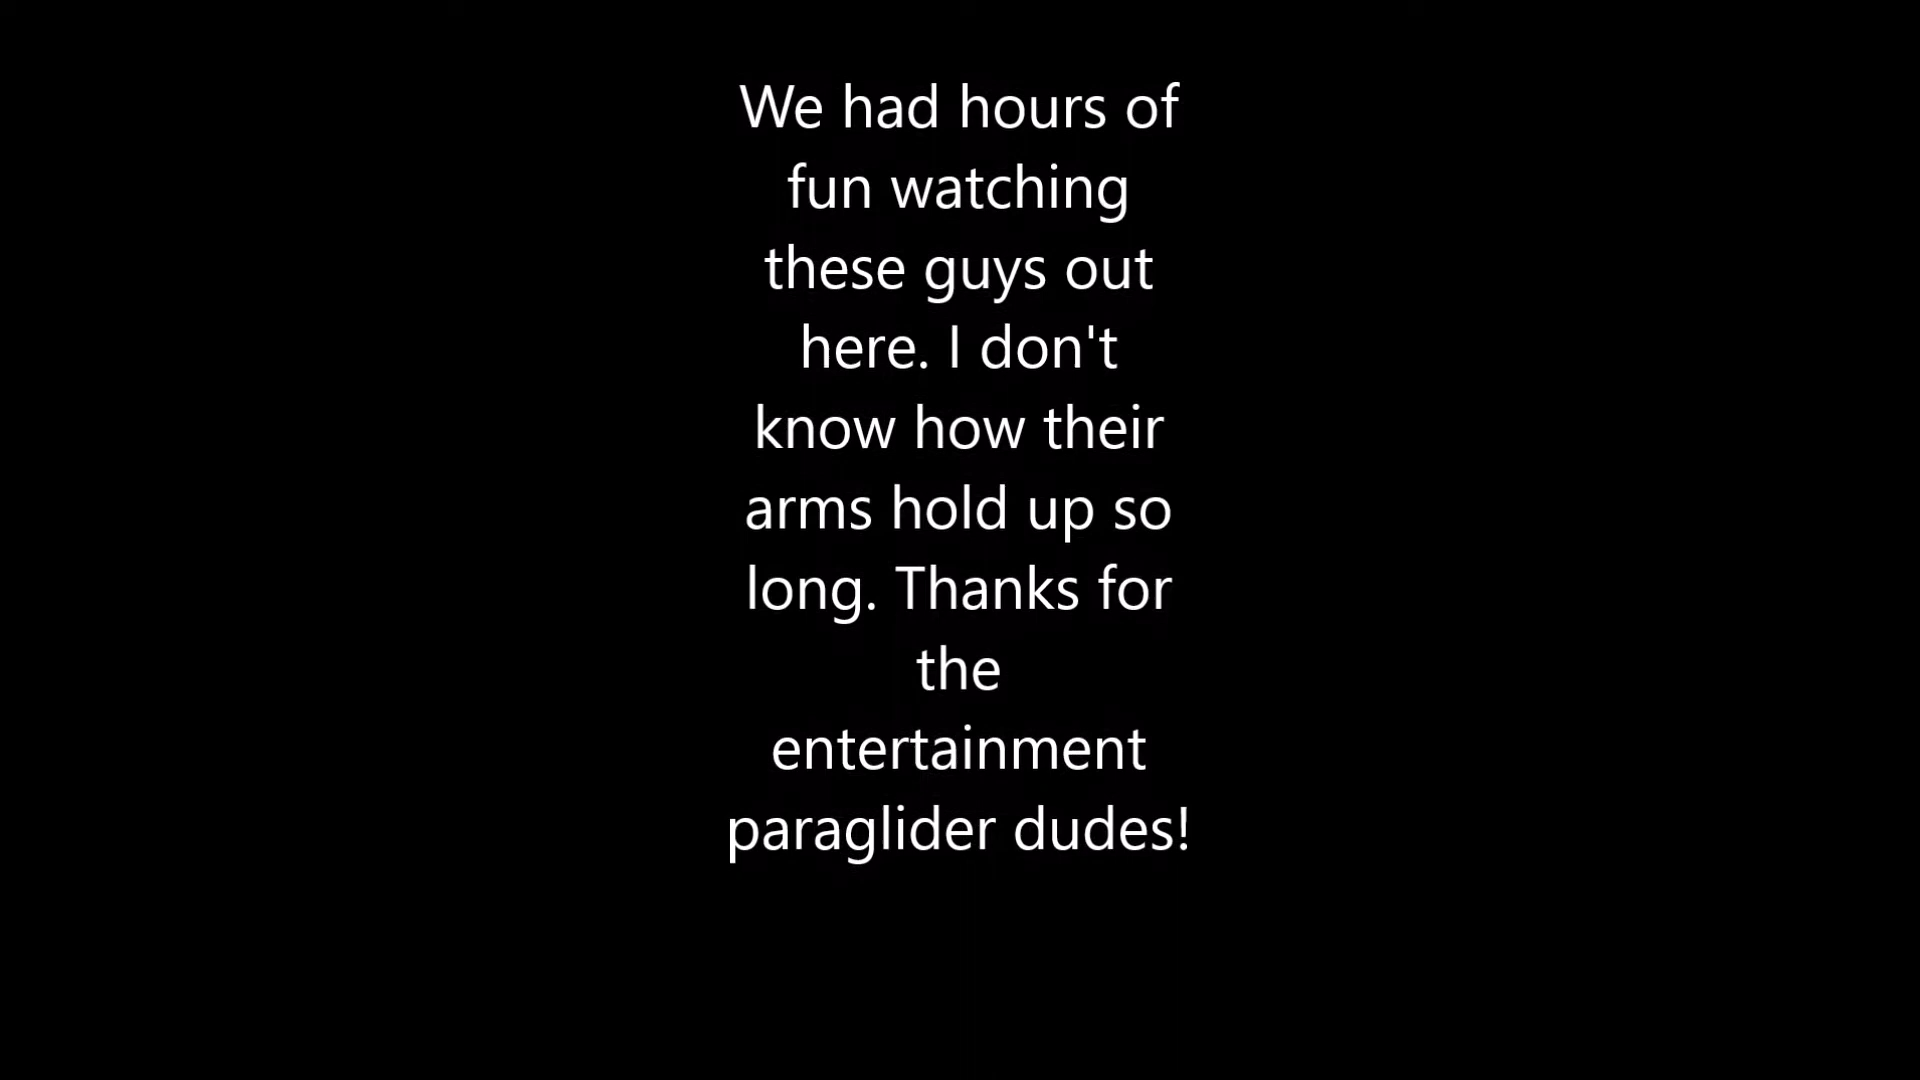 We had hours of
fun watching
these guys out
here. I don't
know how their
arms hold up so
long. Thanks for
the
entertainment
paraglider dudes!